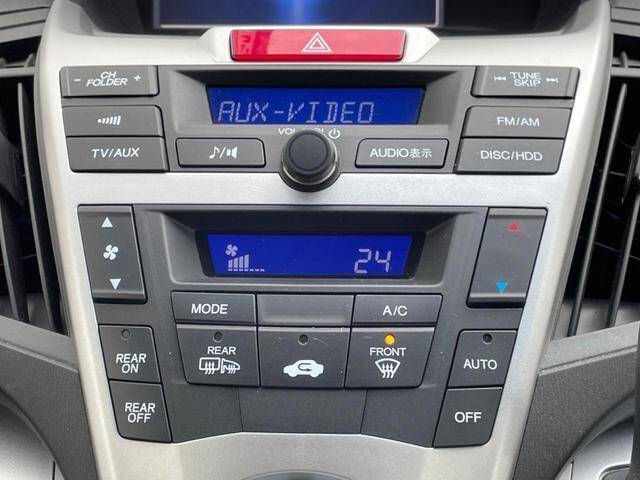 - CH FOLDER +
TUNE SKIP
AUX-VIDEO
VOL
FM/AM
TV/AUX
AUDIO表示
DISC/HDD
24
MODE
A/C
REAR ON
REAR
FRONT
AUTO
REAR OFF
OFF